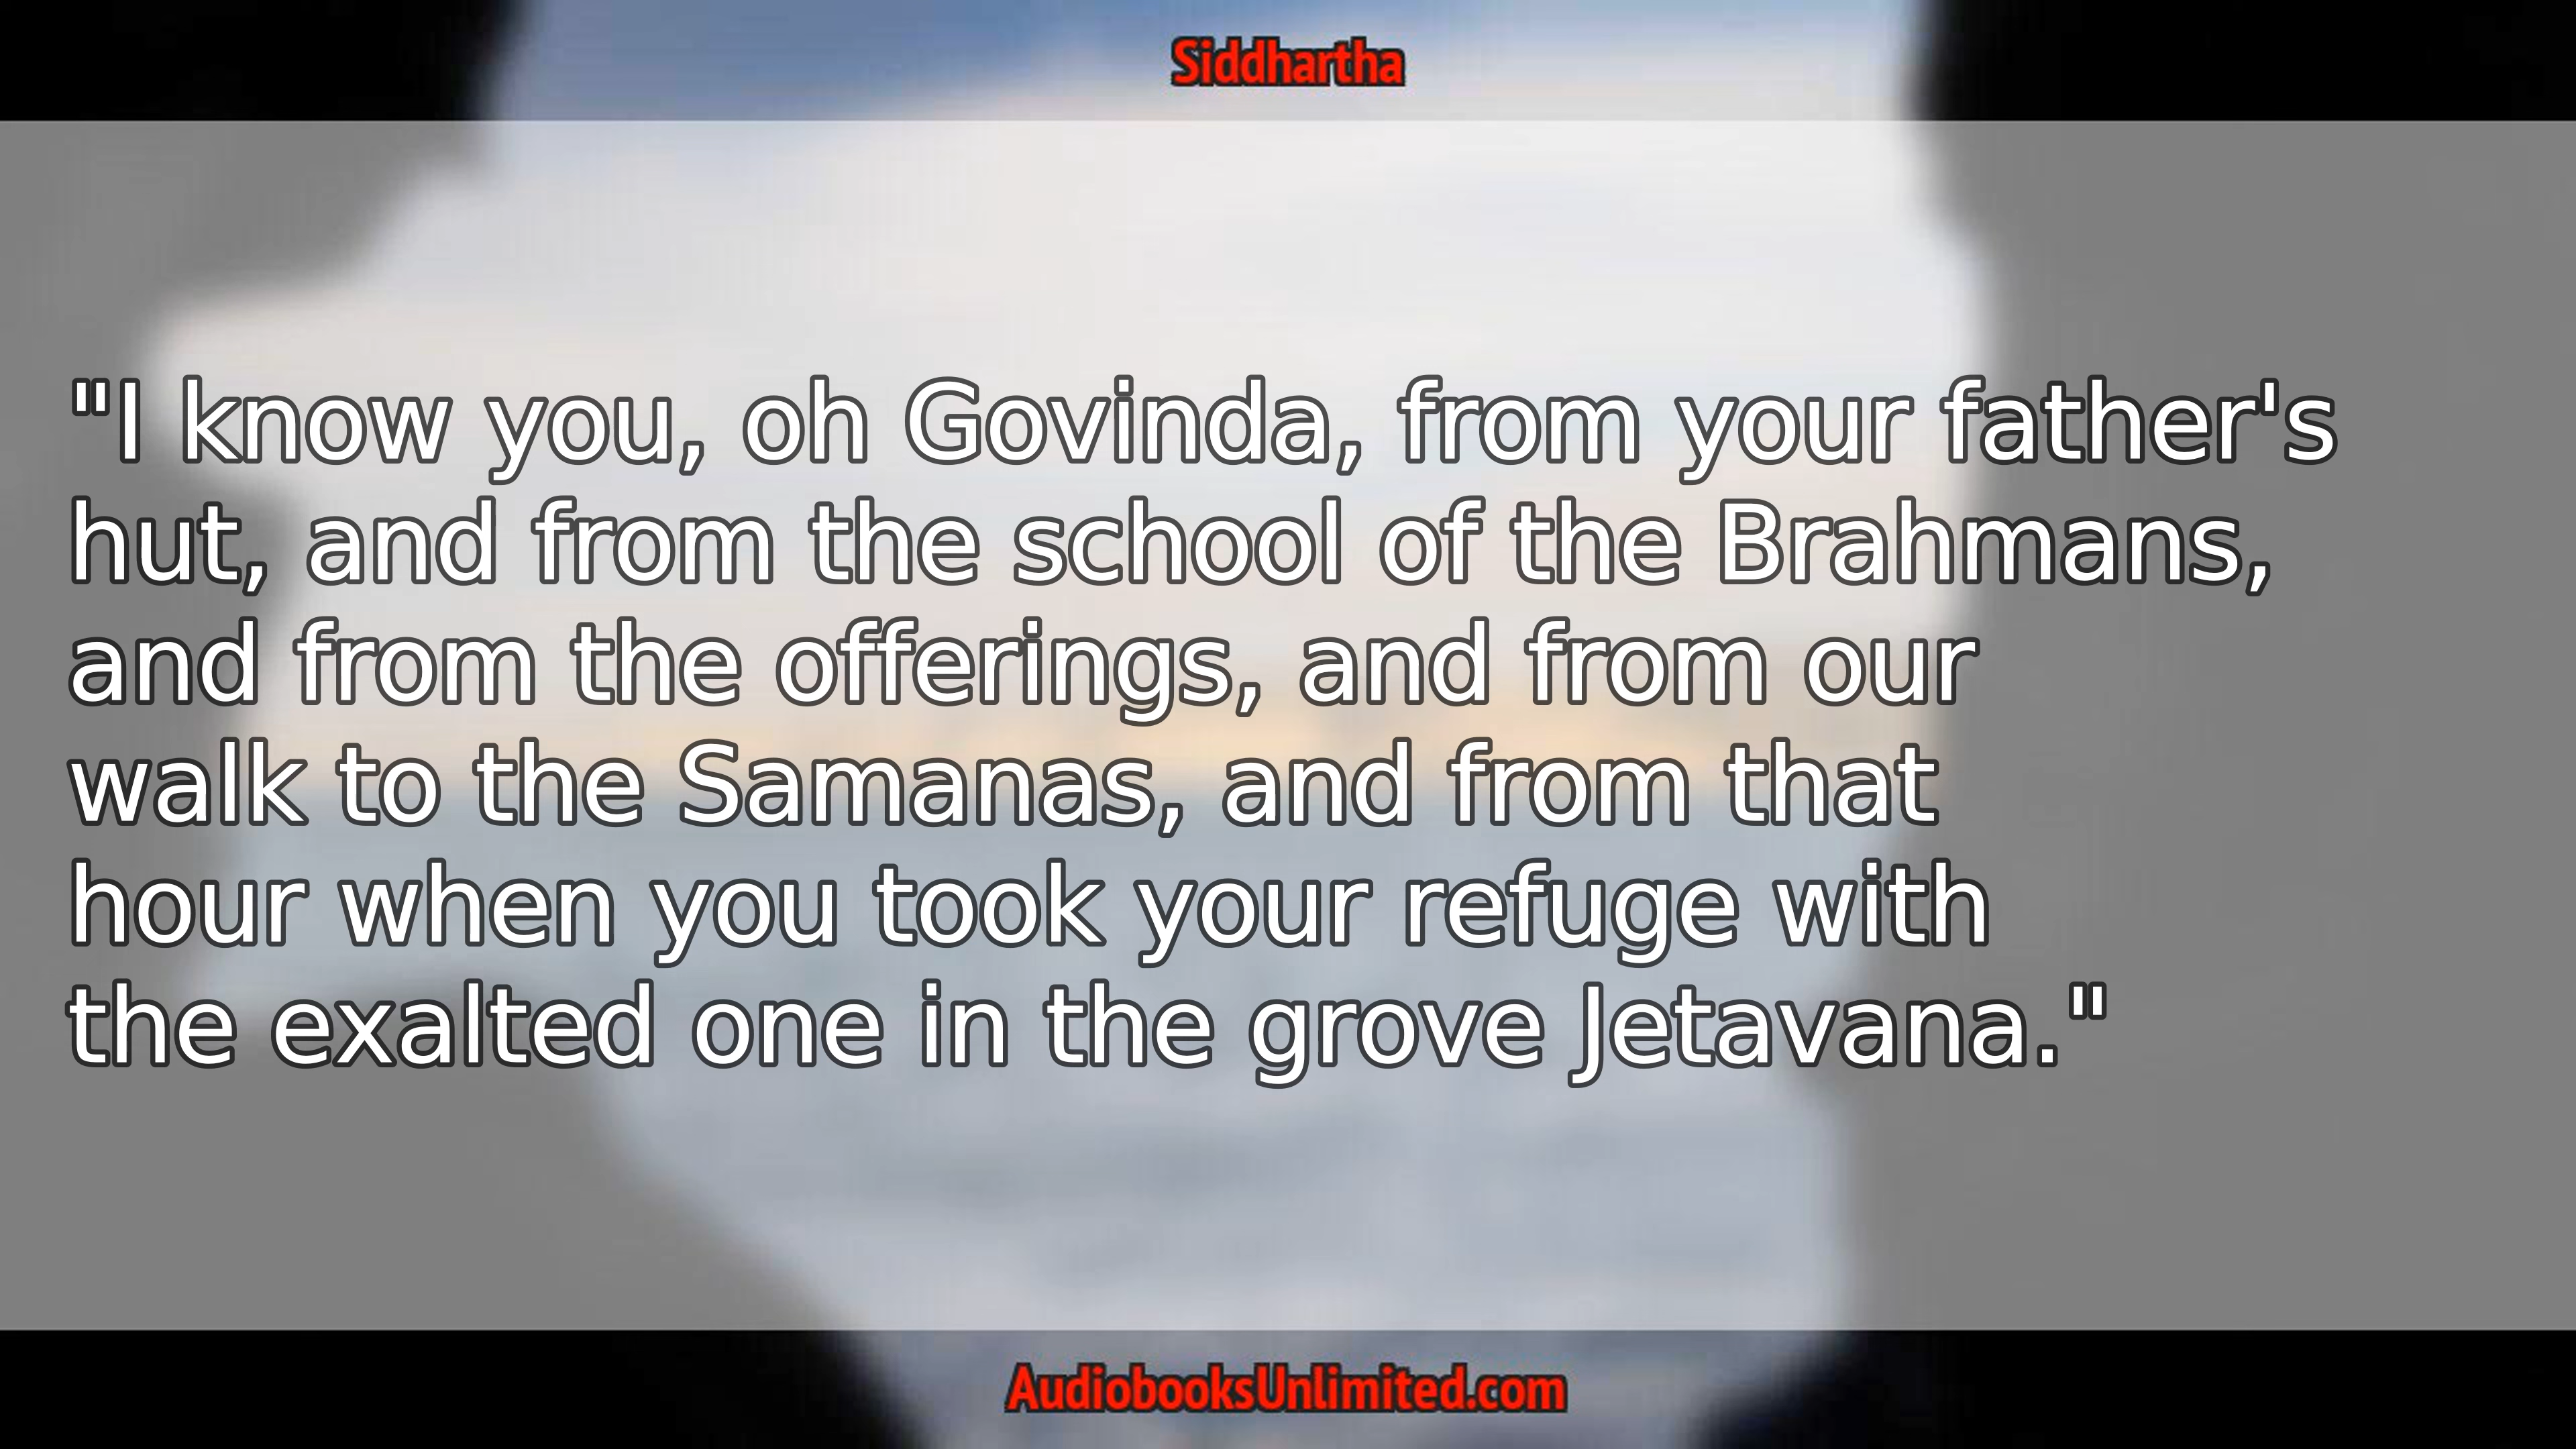 Siddhartha
"I know you, oh Govinda, from your father's
hut, and from the school of the Brahmans,
and from the offerings, and from our
walk to the Samanas, and from that
hour when you took your refuge with
the exalted one in the grove Jetavana."
AudiobooksUnlimited.com